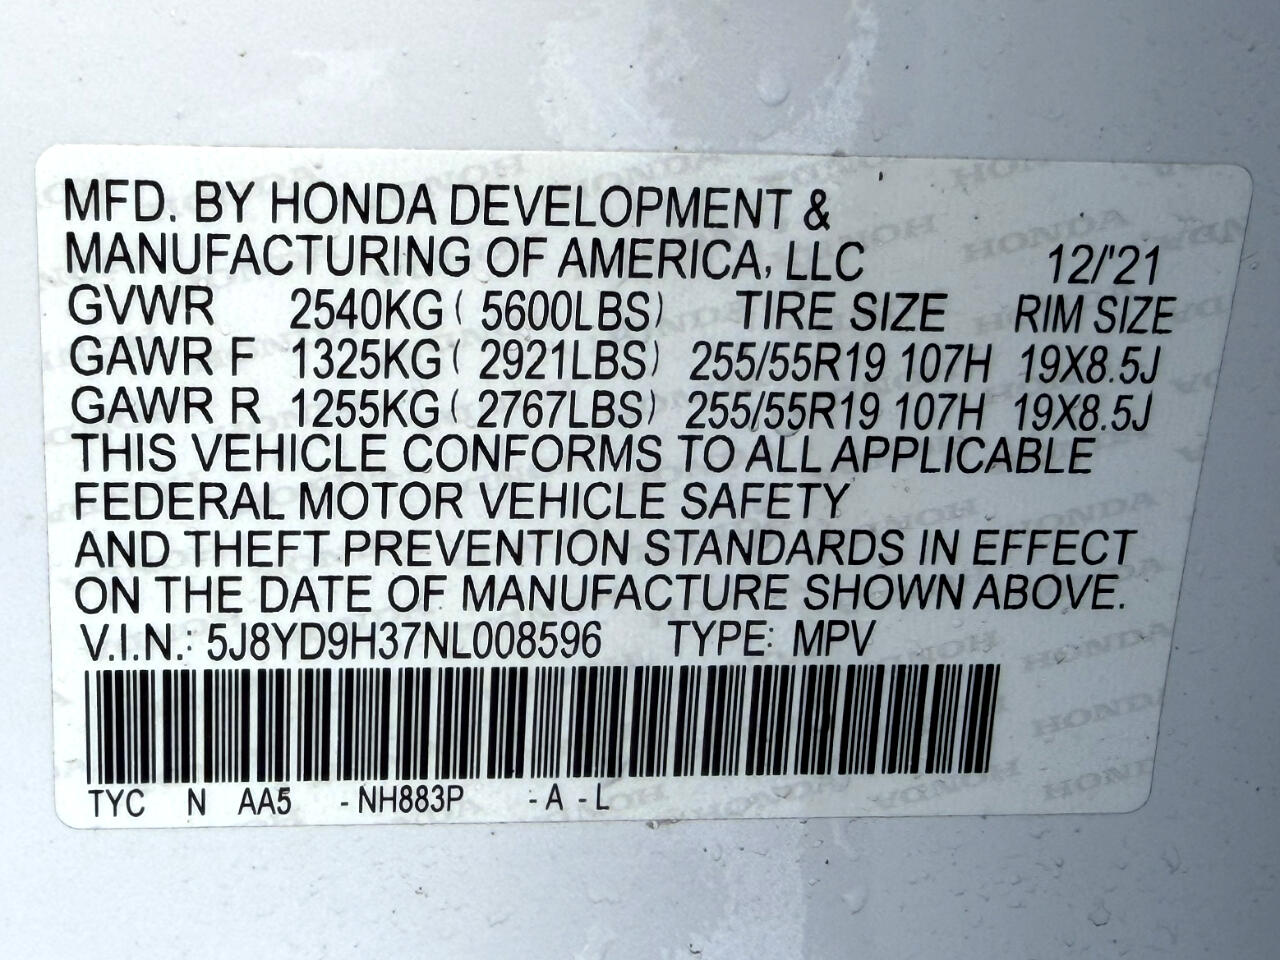 MFD. BY HONDA DEVELOPMENT &
MANUFACTURING OF AMERICA, LLC 12/'21
GVWR 2540KG ( 5600LBS) TIRE SIZE RIM SIZE
GAWR F 1325KG ( 2921LBS) 255/55R19 107H 19X8.5J
GAWR R 1255KG ( 2767LBS) 255/55R19 107H 19X8.5J
THIS VEHICLE CONFORMS TO ALL APPLICABLE
FEDERAL MOTOR VEHICLE SAFETY
AND THEFT PREVENTION STANDARDS IN EFFECT
ON THE DATE OF MANUFACTURE SHOWN ABOVE.
V.I.N.: 5J8YD9H37NL008596 TYPE: MPV
TYC N AA5 - NH883P - A - L